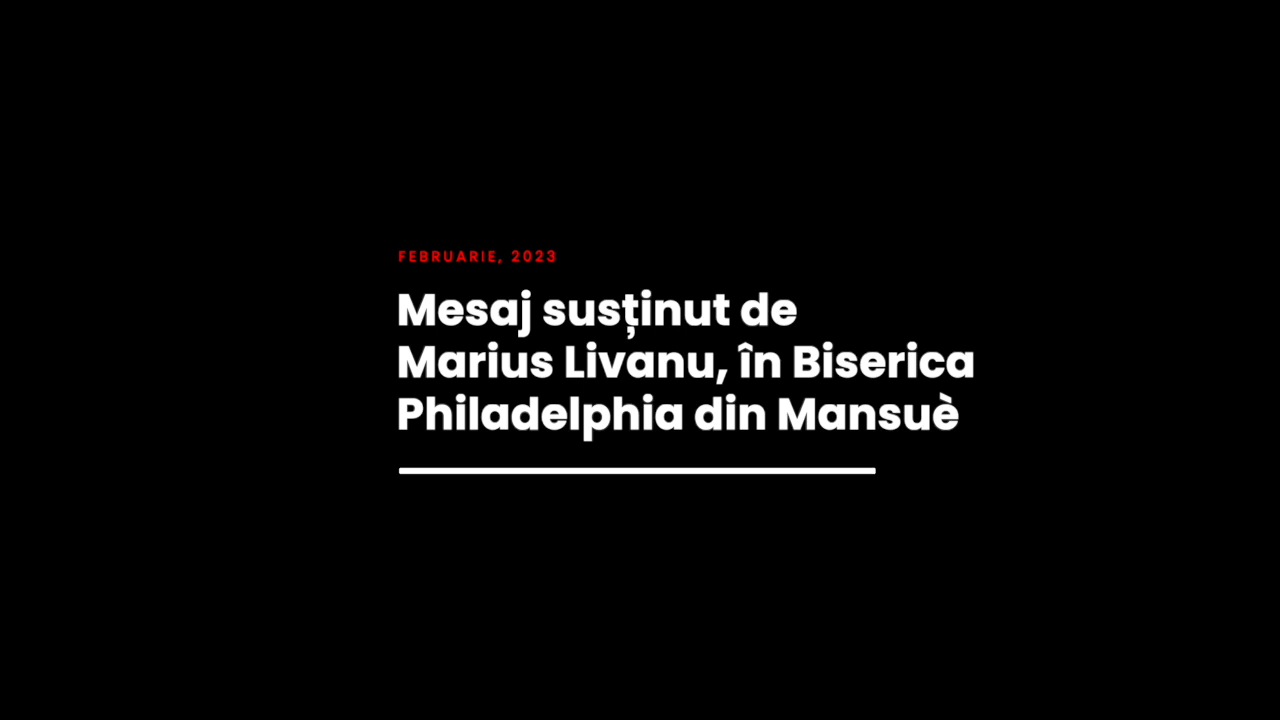 FEBRUARIE, 2023
Mesaj susținut de
Marius Livanu, în Biserica
Philadelphia din Mansuè